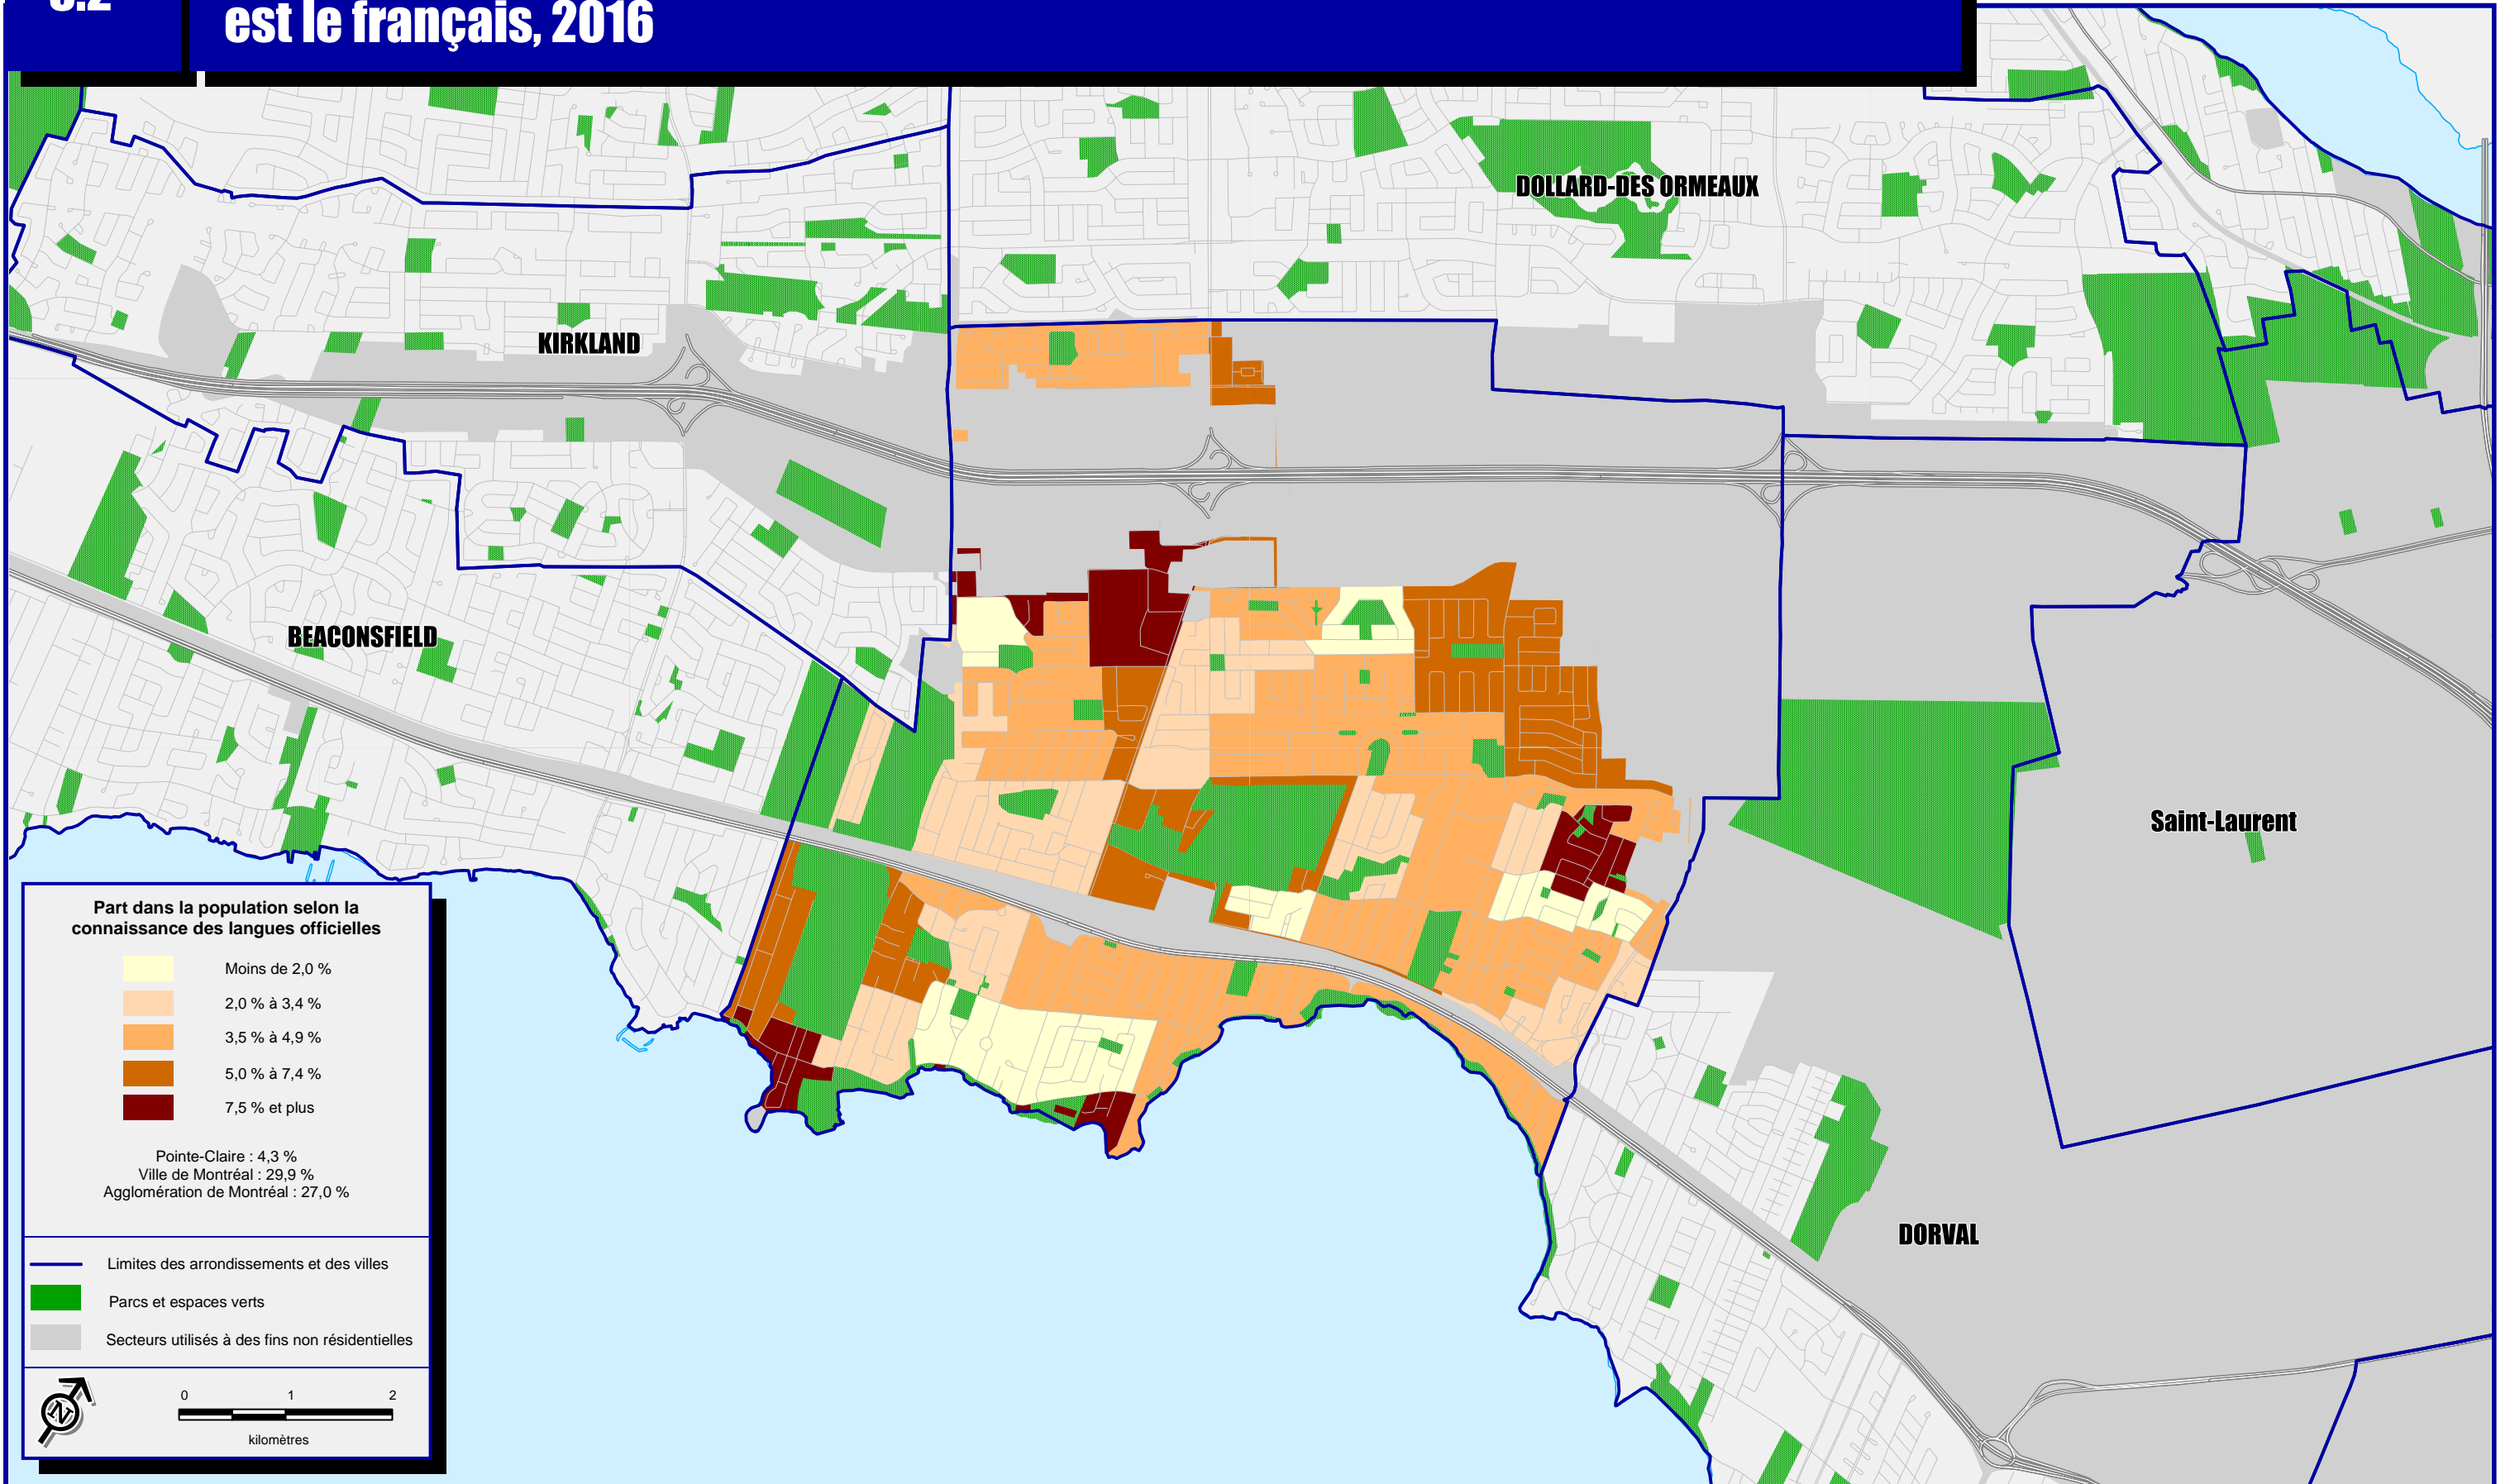 est le français, 2016
DOLLARD-DES ORMEAUX
KIRKLAND
BEACONSFIELD
Saint-Laurent
DORVAL
Part dans la population selon la
connaissance des langues officielles
Moins de 2,0 %
2,0 % à 3,4 %
3,5 % à 4,9 %
5,0 % à 7,4 %
7,5 % et plus
Pointe-Claire : 4,3 %
Ville de Montréal : 29,9 %
Agglomération de Montréal : 27,0 %
Limites des arrondissements et des villes
Parcs et espaces verts
Secteurs utilisés à des fins non résidentielles
N
0 1 2
kilomètres